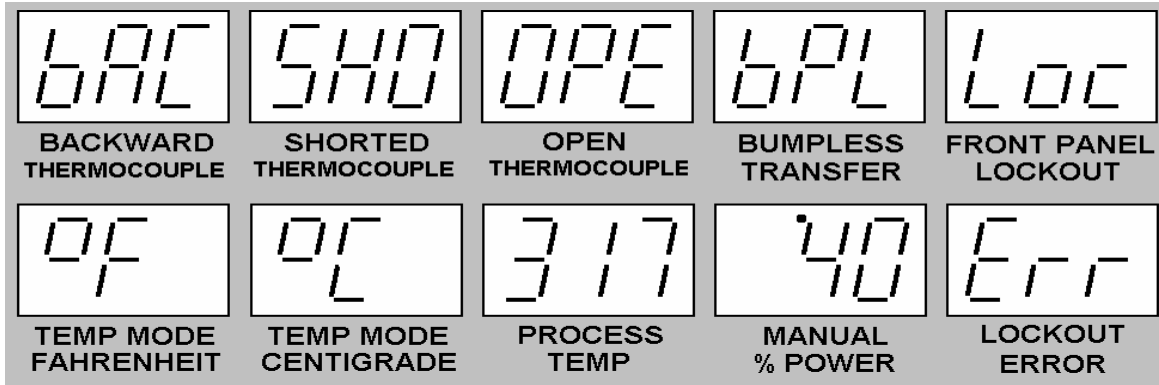 bAC SHO OPE bPL Loc
BACKWARD SHORTED OPEN BUMPLESS FRONT PANEL
THERMOCOUPLE THERMOCOUPLE THERMOCOUPLE TRANSFER LOCKOUT
°F °C 317 '40 Err
TEMP MODE TEMP MODE PROCESS MANUAL LOCKOUT
FAHRENHEIT CENTIGRADE TEMP % POWER ERROR